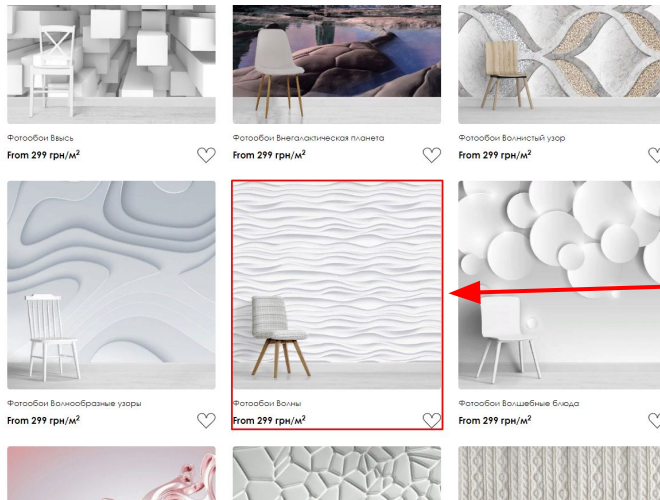 Фотообои Ввысь
Фотообои Внегалактическая планета
Фотообои Волнистый узор
From 299 грн/м²
From 299 грн/м²
From 299 грн/м²
Фотообои Волнообразные узоры
Фотообои Волны
Фотообои Волшебные блюда
From 299 грн/м²
From 299 грн/м²
From 299 грн/м²